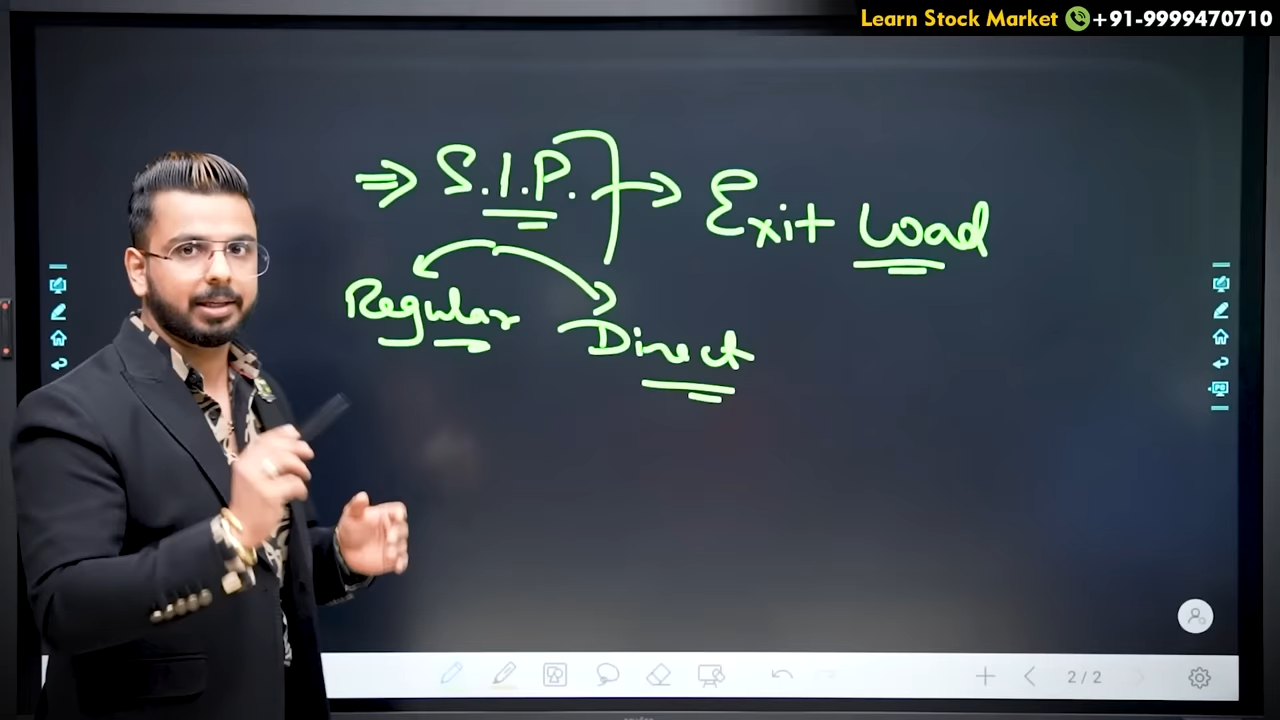 Learn Stock Market +91-9999470710
⇒ S.I.P. → Exit Load
Regular Direct
2/2